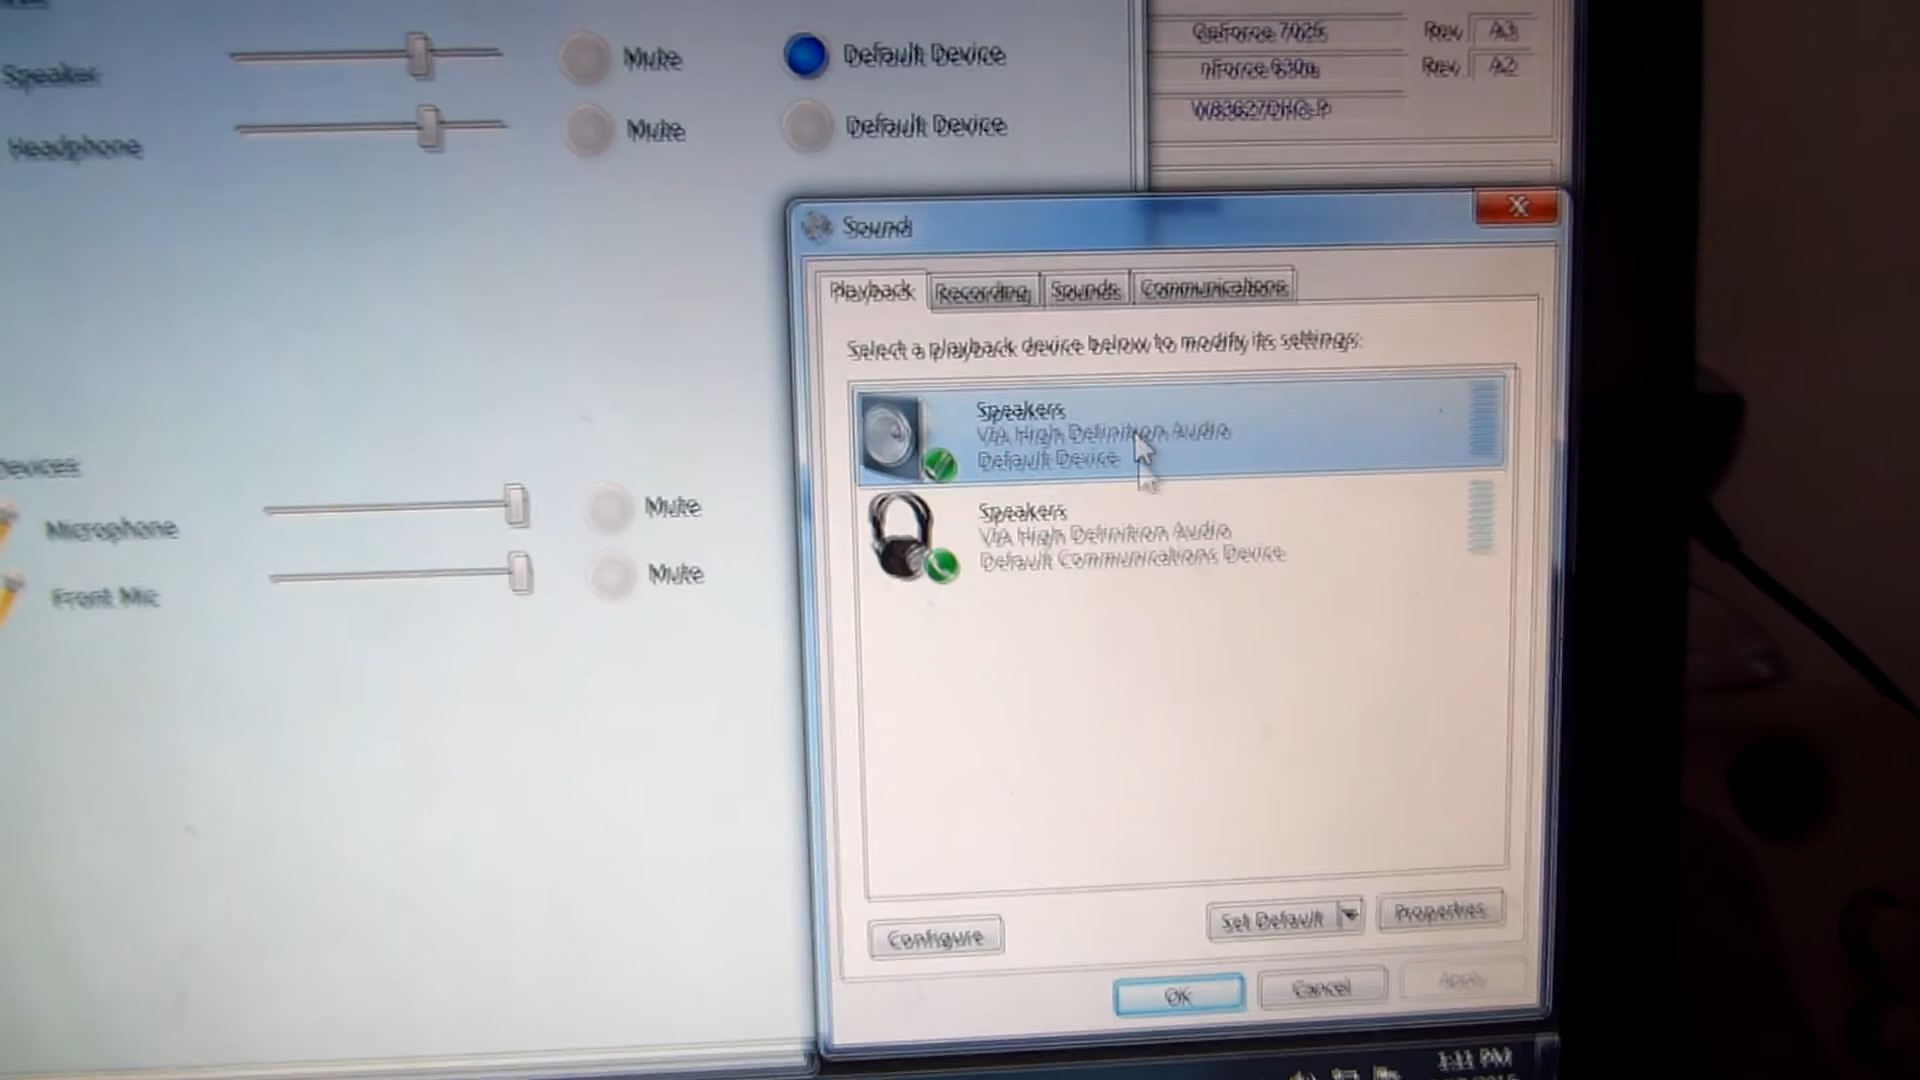 Speaker
Mute
Default Device
Headphone
Mute
Default Device
GeForce 7025
Rev.
A3
nForce 630a
Rev.
A2
W83627DHG-P
Sound
X
Playback
Recording
Sounds
Communications
Select a playback device below to modify its settings:
Speakers
VIA High Definition Audio
Default Device
Speakers
VIA High Definition Audio
Default Communications Device
Devices
Microphone
Mute
Front Mic
Mute
Configure
Set Default
Properties
OK
Cancel
Apply
1:11 PM